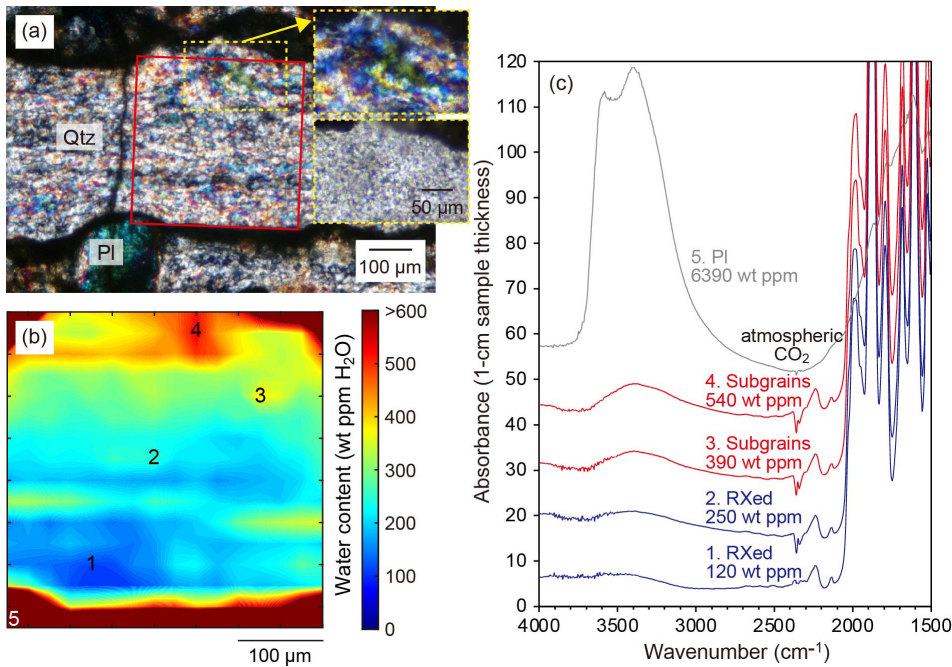 (a)
Qtz
Pl
50 µm
100 µm
(b)
4
3
2
1
5
>600
500
400
300
200
100
0
Water content (wt ppm H₂O)
100 µm
(c)
120
110
100
90
80
70
60
50
40
30
20
10
0
Absorbance (1-cm sample thickness)
5. Pl
6390 wt ppm
atmospheric
CO₂
4. Subgrains
540 wt ppm
3. Subgrains
390 wt ppm
2. RXed
250 wt ppm
1. RXed
120 wt ppm
4000 3500 3000 2500 2000 1500
Wavenumber (cm⁻¹)